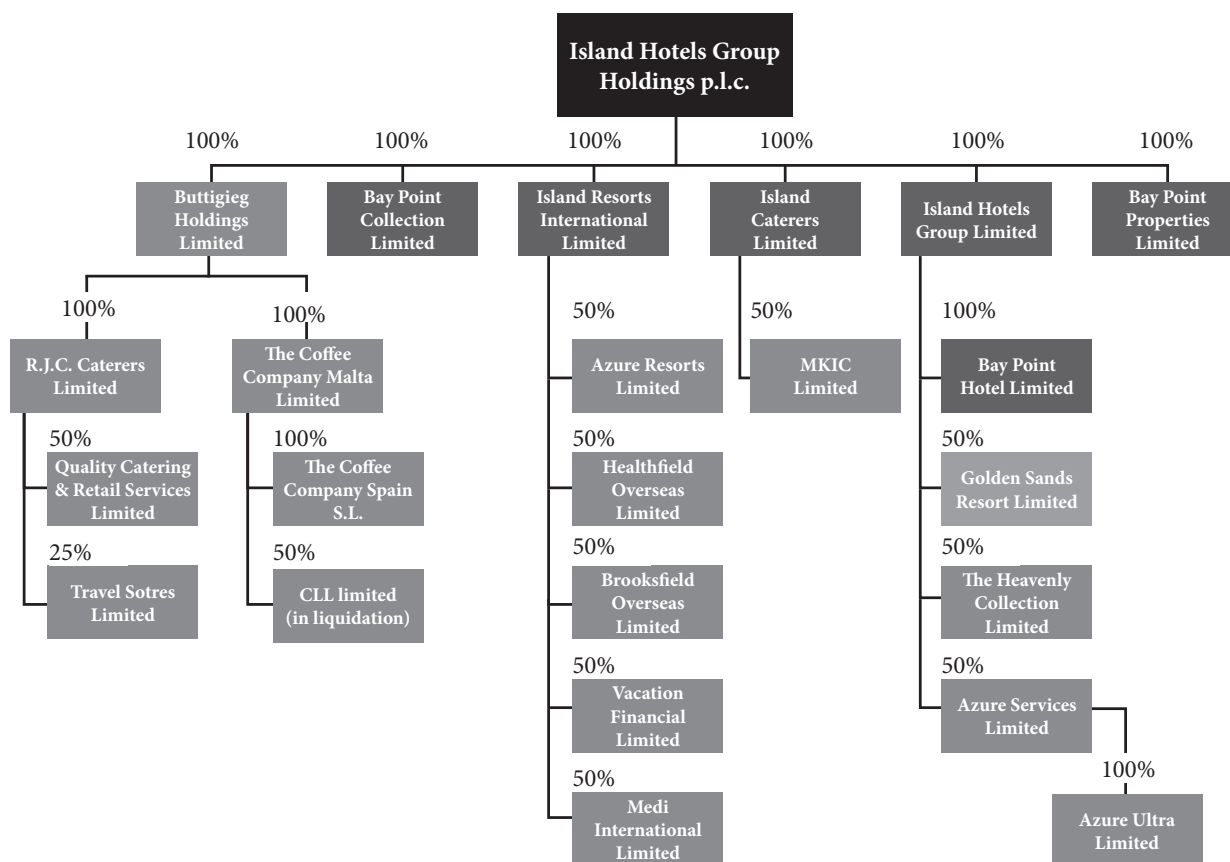 Island Hotels Group
Holdings p.l.c.
100%
100%
100%
100%
100%
100%
Buttigieg
Holdings
Limited
Bay Point
Collection
Limited
Island Resorts
International
Limited
Island
Caterers
Limited
Island Hotels
Group Limited
Bay Point
Properties
Limited
100%
R.J.C. Caterers
Limited
50%
Quality Catering
& Retail Services
Limited
25%
Travel Sotres
Limited
100%
The Coffee
Company Malta
Limited
100%
The Coffee
Company Spain
S.L.
50%
CLL limited
(in liquidation)
50%
Azure Resorts
Limited
50%
Healthfield
Overseas
Limited
50%
Brooksfield
Overseas
Limited
50%
Vacation
Financial
Limited
50%
Medi
International
Limited
50%
MKIC
Limited
100%
Bay Point
Hotel Limited
50%
Golden Sands
Resort Limited
50%
The Heavenly
Collection
Limited
50%
Azure Services
Limited
100%
Azure Ultra
Limited